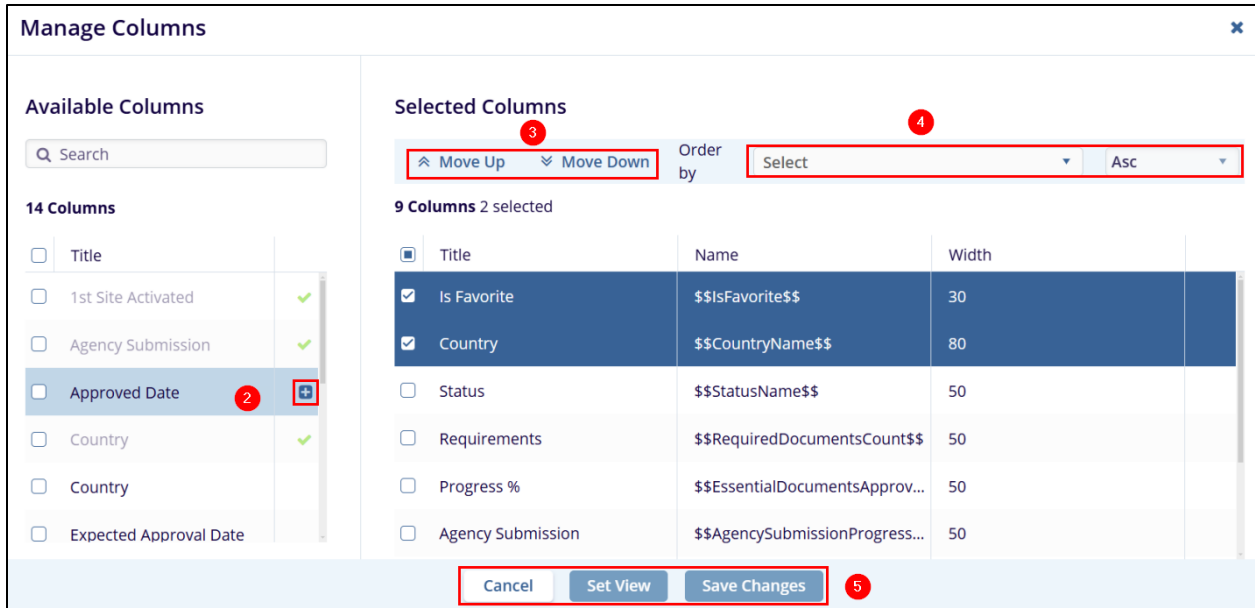 Manage Columns
Available Columns
Search
14 Columns
Title
1st Site Activated
Agency Submission
Approved Date
2
Country
Country
Expected Approval Date
Selected Columns
3
4
Move Up Move Down Order by Select Asc
9 Columns 2 selected
Title Name Width
Is Favorite $$IsFavorite$$ 30
Country $$CountryName$$ 80
Status $$StatusName$$ 50
Requirements $$RequiredDocumentsCount$$ 50
Progress % $$EssentialDocumentsApprov... 50
Agency Submission $$AgencySubmissionProgress... 50
Cancel Set View Save Changes 5